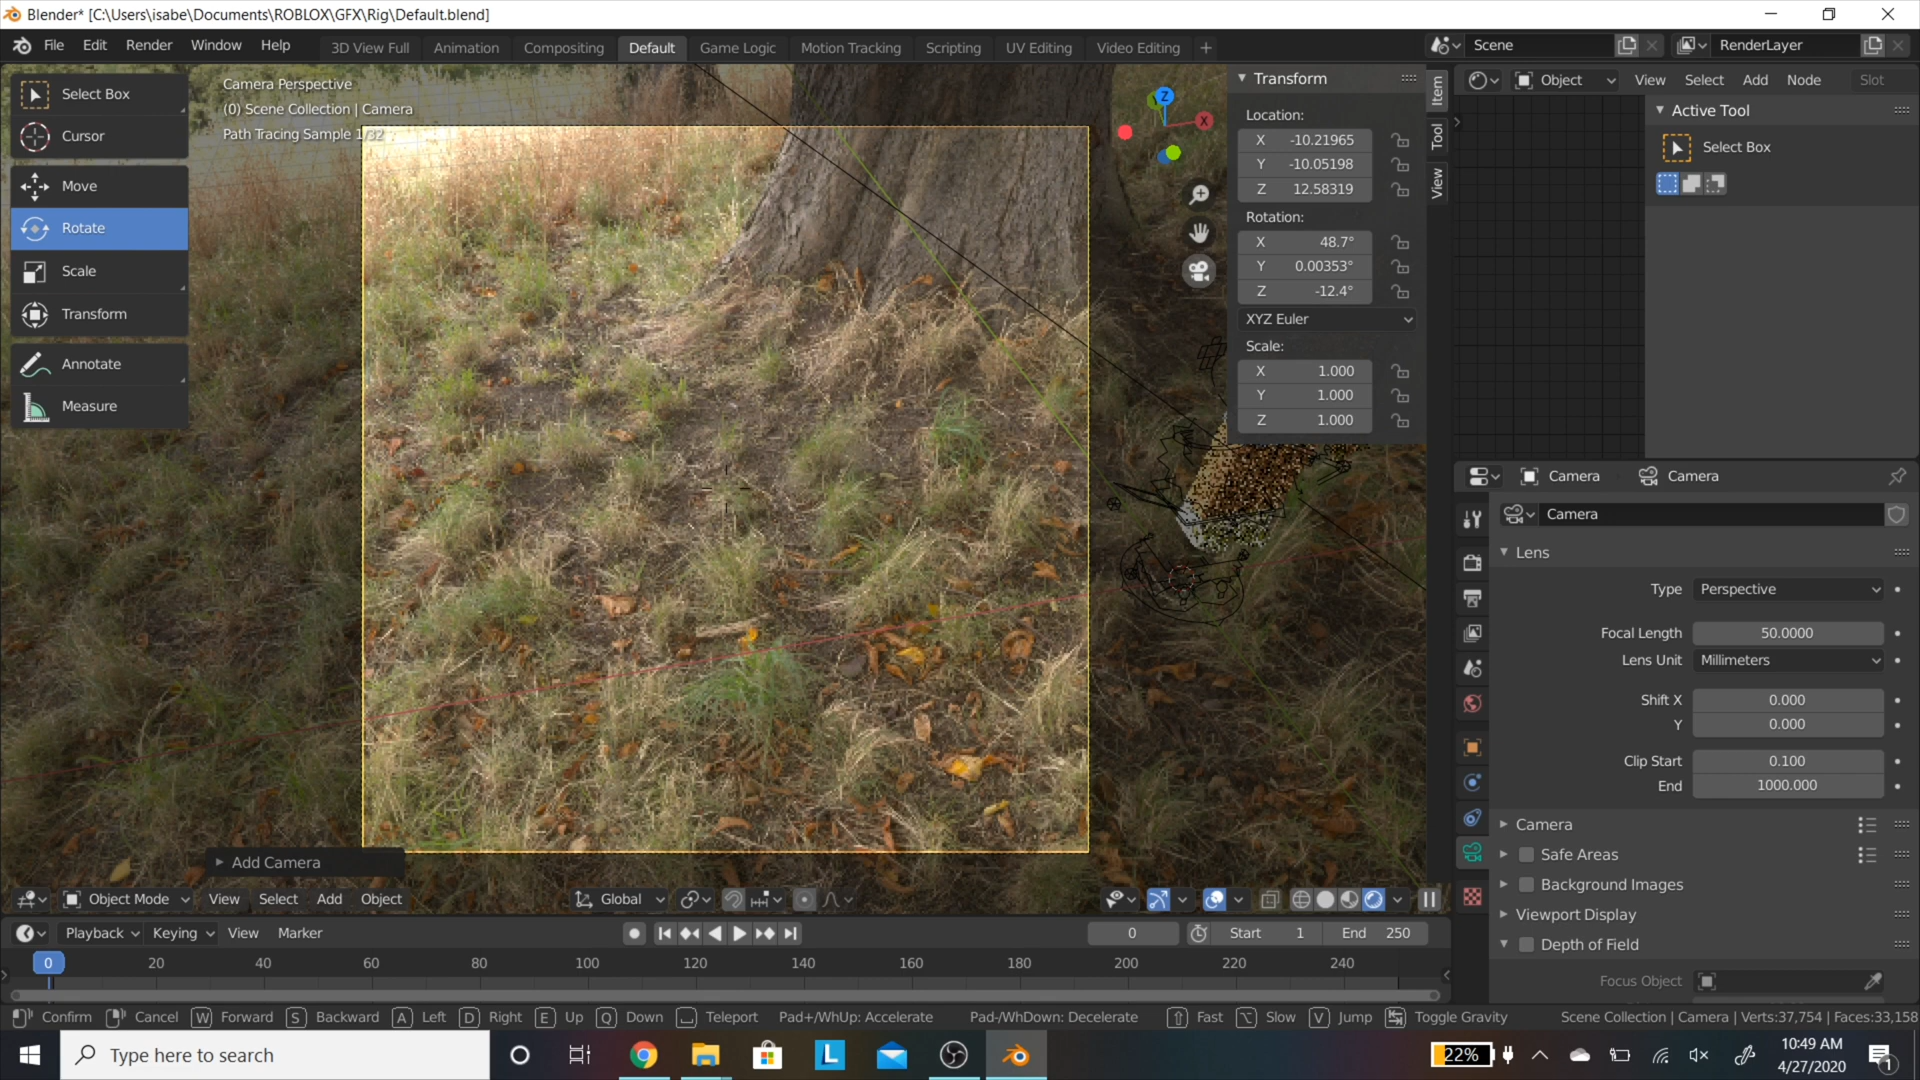 Blender* [C:\Users\isabe\Documents\ROBLOX\GFX\Rig\Default.blend]
File Edit Render Window Help 3D View Full Animation Compositing Default Game Logic Motion Tracking Scripting UV Editing Video Editing + Scene RenderLayer
Select Box
Cursor
Move
Rotate
Scale
Transform
Annotate
Measure
Camera Perspective
(0) Scene Collection | Camera
Path Tracing Sample 1/32
Z
X
Transform
Location:
X -10.21965
Y -10.05198
Z 12.58319
Rotation:
X 48.7°
Y 0.00353°
Z -12.4°
XYZ Euler
Scale:
X 1.000
Y 1.000
Z 1.000
Item
Tool
View
Object View Select Add Node Slot
Active Tool
Select Box
Camera Camera
Camera
Lens
Type Perspective
Focal Length 50.0000
Lens Unit Millimeters
Shift X 0.000
Y 0.000
Clip Start 0.100
End 1000.000
Camera
Safe Areas
Background Images
Viewport Display
Depth of Field
Focus Object
Add Camera
Object Mode View Select Add Object Global
Playback Keying View Marker 0 Start 1 End 250
0 20 40 60 80 100 120 140 160 180 200 220 240
Confirm Cancel W Forward S Backward A Left D Right E Up Q Down Teleport Pad+/WhUp: Accelerate Pad-/WhDown: Decelerate Fast Slow V Jump Toggle Gravity Scene Collection | Camera | Verts:37,754 | Faces:33,158
Type here to search L 22% 10:49 AM
4/27/2020 1